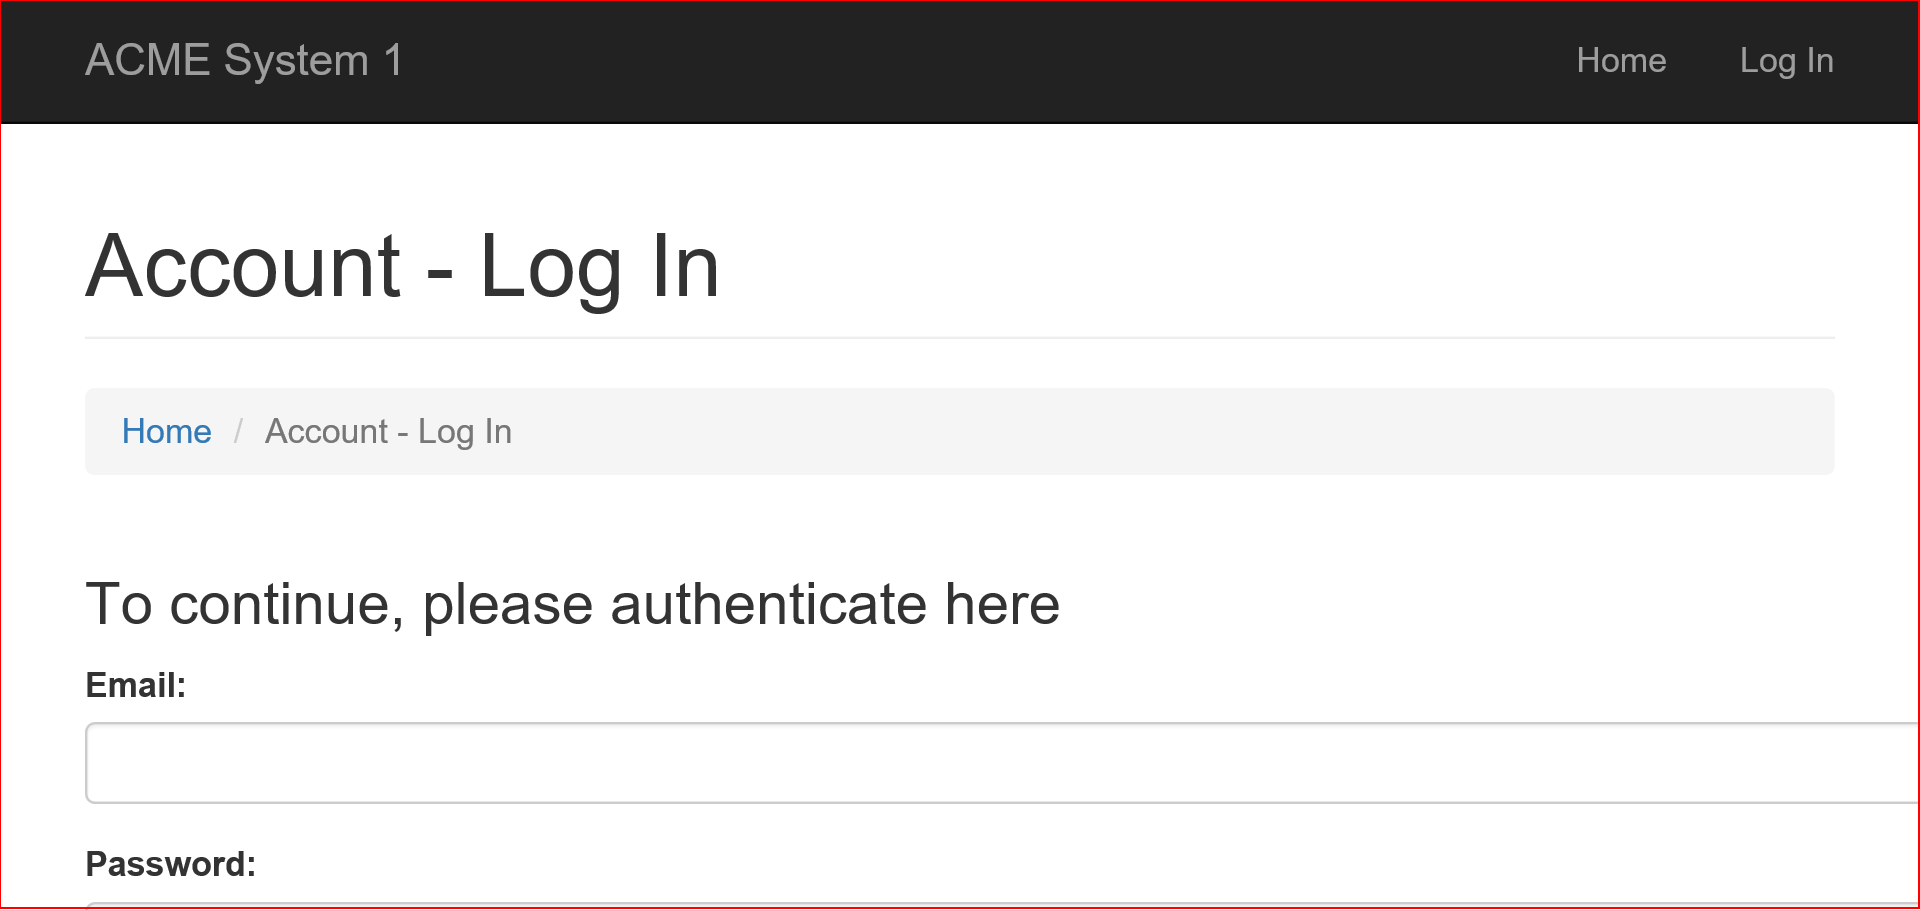 ACME System 1 Home Log In
Account - Log In
Home / Account - Log In
To continue, please authenticate here
Email:
Password: